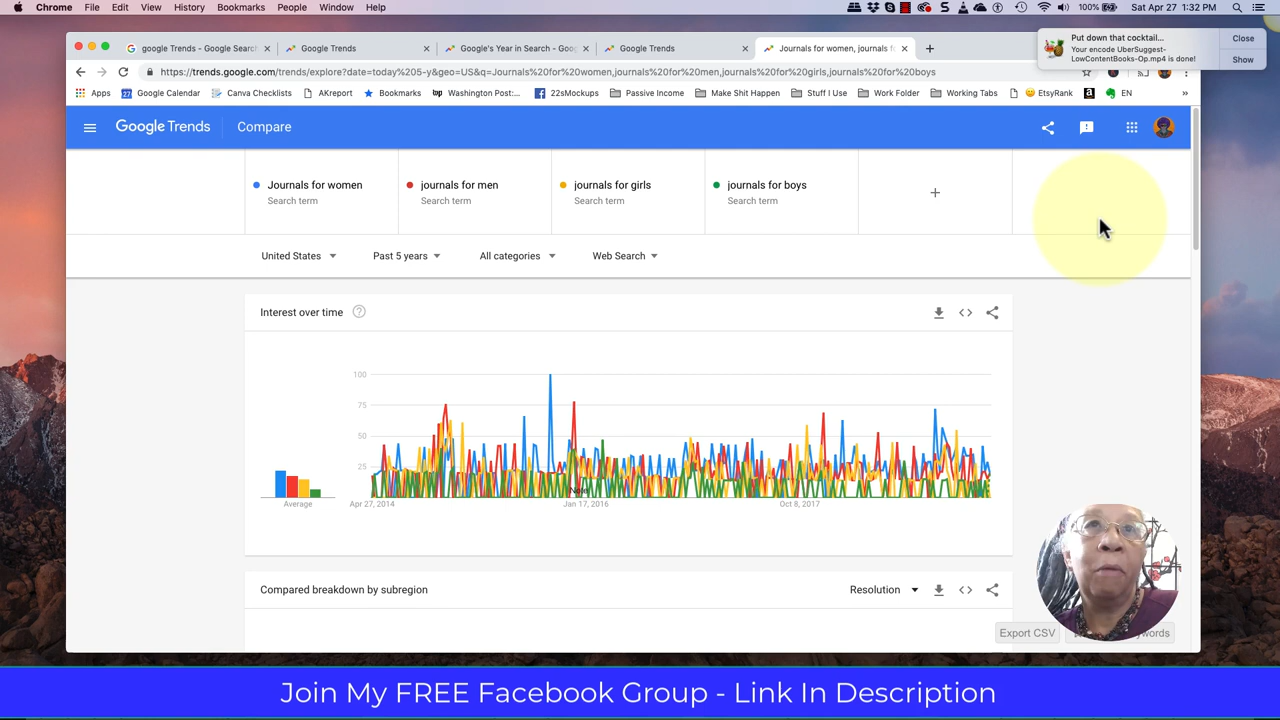 Chrome File Edit View History Bookmarks People Window Help
100% Sat Apr 27 1:32 PM
google Trends - Google Search
Google Trends
Google's Year in Search - Goog
Google Trends
Journals for women, journals f
https://trends.google.com/trends/explore?date=today%205-y&geo=US&q=Journals%20for%20women,journals%20for%20men,journals%20for%20girls,journals%20for%20boys
Put down that cocktail...
Your encode UberSuggest-
LowContentBooks-Op.mp4 is done!
Close
Show
Apps 27 Google Calendar Canva Checklists AKreport Bookmarks wp Washington Post:... 22sMockups Passive Income Make $hit Happen Stuff I Use Work Folder Working Tabs EtsyRank a EN »
Google Trends Compare
Journals for women
Search term
journals for men
Search term
journals for girls
Search term
journals for boys
Search term
+
United States Past 5 years All categories Web Search
Interest over time ?
100
75
50
25
Note
Average
Apr 27, 2014 Jan 17, 2016 Oct 8, 2017
Compared breakdown by subregion
Resolution
Export CSV
Join My FREE Facebook Group - Link In Description